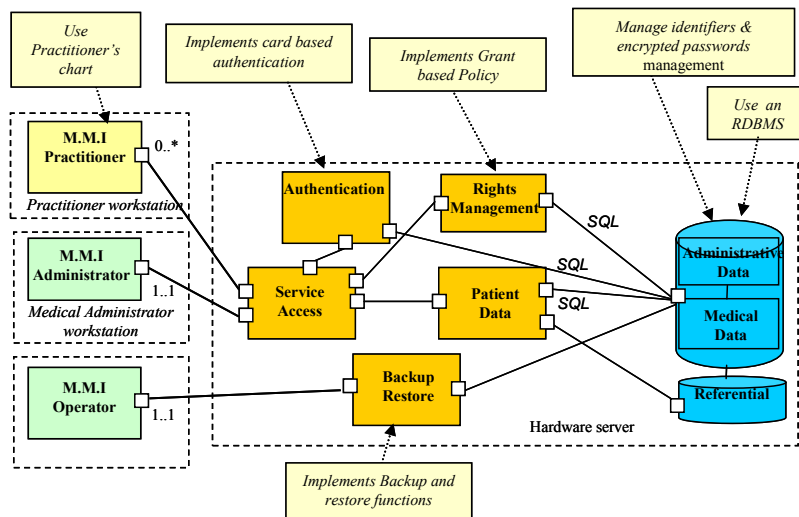 Use
Practitioner's
chart
Implements card based
authentication
Implements Grant
based Policy
Manage identifiers &
encrypted passwords
management
Use an
RDBMS
M.M.I
Practitioner
0..*
Practitioner workstation
Authentication
Rights
Management
SQL
M.M.I
Administrator
1..1
Medical Administrator
workstation
Service
Access
Patient
Data
SQL
SQL
Administrative
Data
Medical
Data
M.M.I
Operator
1..1
Backup
Restore
Referential
Hardware server
Implements Backup and
restore functions